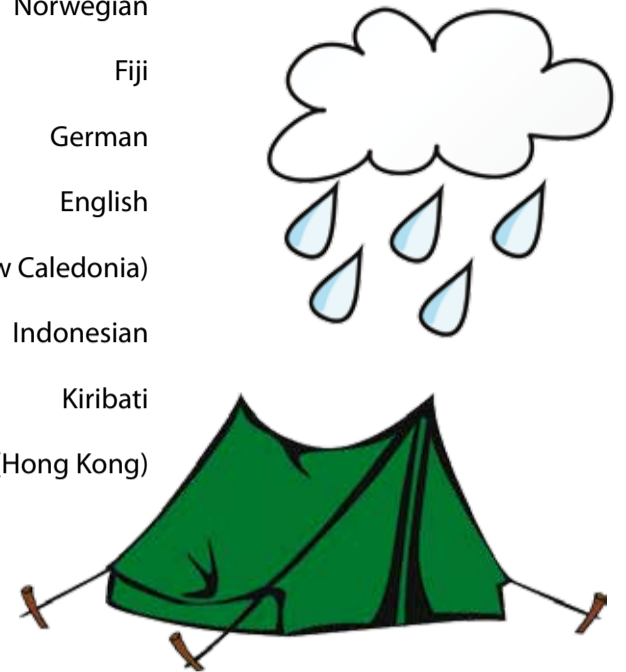 Norwegian
Fiji
German
English
Caledonia)
Indonesian
Kiribati
(Hong Kong)